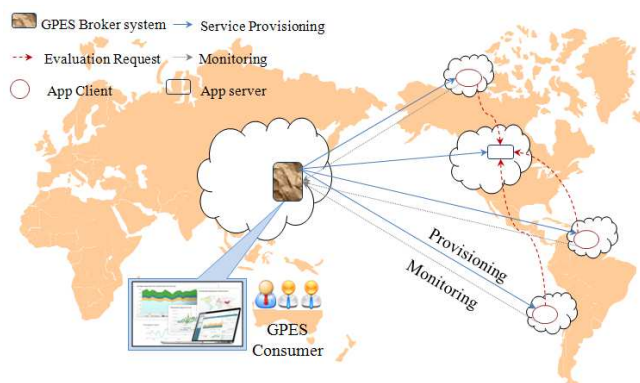 GPES Broker system
Service Provisioning
Evaluation Request
Monitoring
App Client
App server
Provisioning
Monitoring
GPES
Consumer